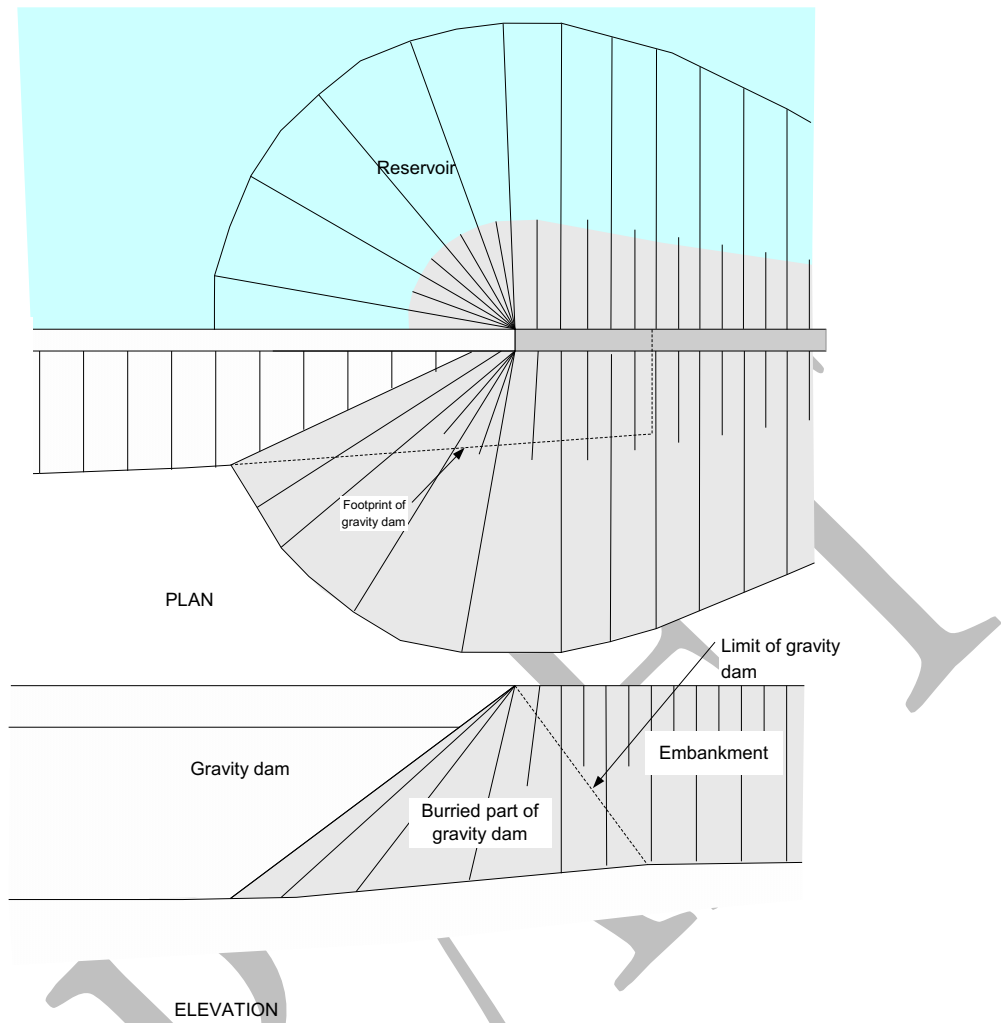 Reservoir
Footprint of
gravity dam
PLAN
Limit of gravity
dam
Embankment
Gravity dam
Burried part of
gravity dam
ELEVATION